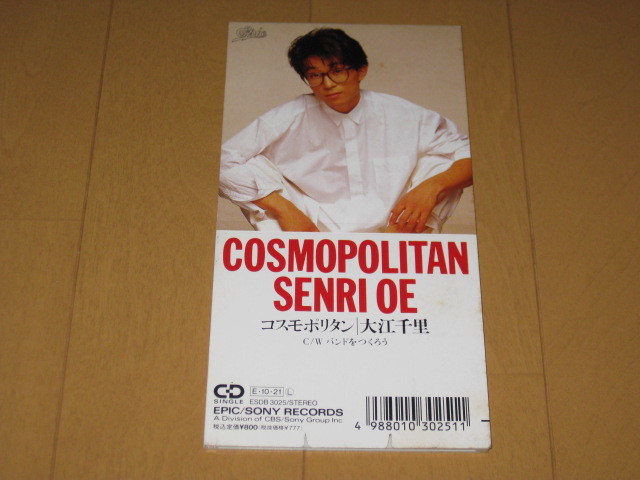 Epic
COSMOPOLITAN
SENRI OE
コスモポリタン|大江千里
C/W バンドをつくろう
CD SINGLE E・10・21 L
ESDB 3025/STEREO
EPIC/SONY RECORDS
A Division of CBS/Sony Group Inc.
税込定価¥800(税抜価格¥777)
4 988010 302511